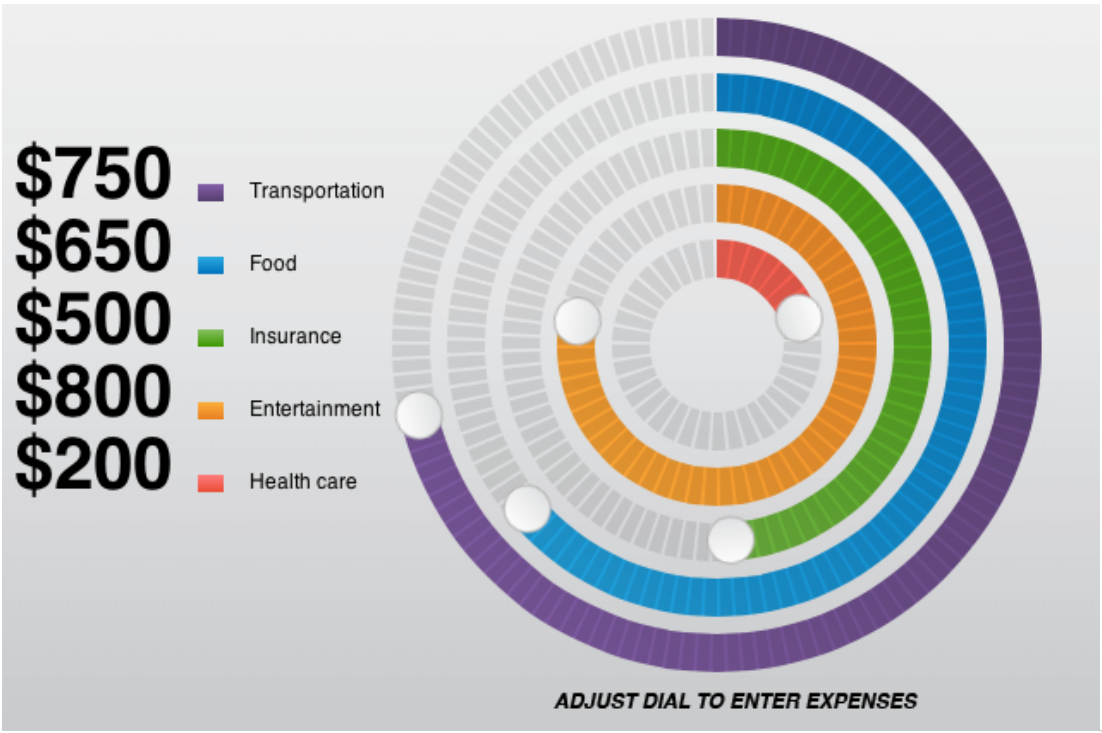 $750 Transportation
$650 Food
$500 Insurance
$800 Entertainment
$200 Health care
ADJUST DIAL TO ENTER EXPENSES